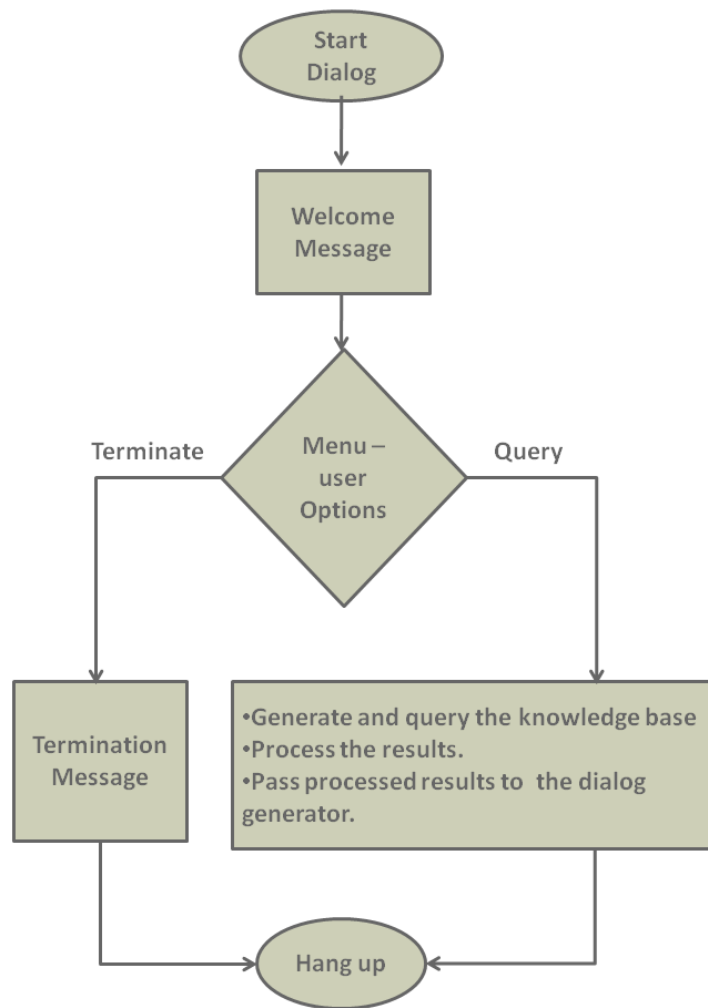 Start
Dialog
Welcome
Message
Terminate
Menu –
user
Options
Query
Termination
Message
•Generate and query the knowledge base
•Process the results.
•Pass processed results to the dialog
generator.
Hang up